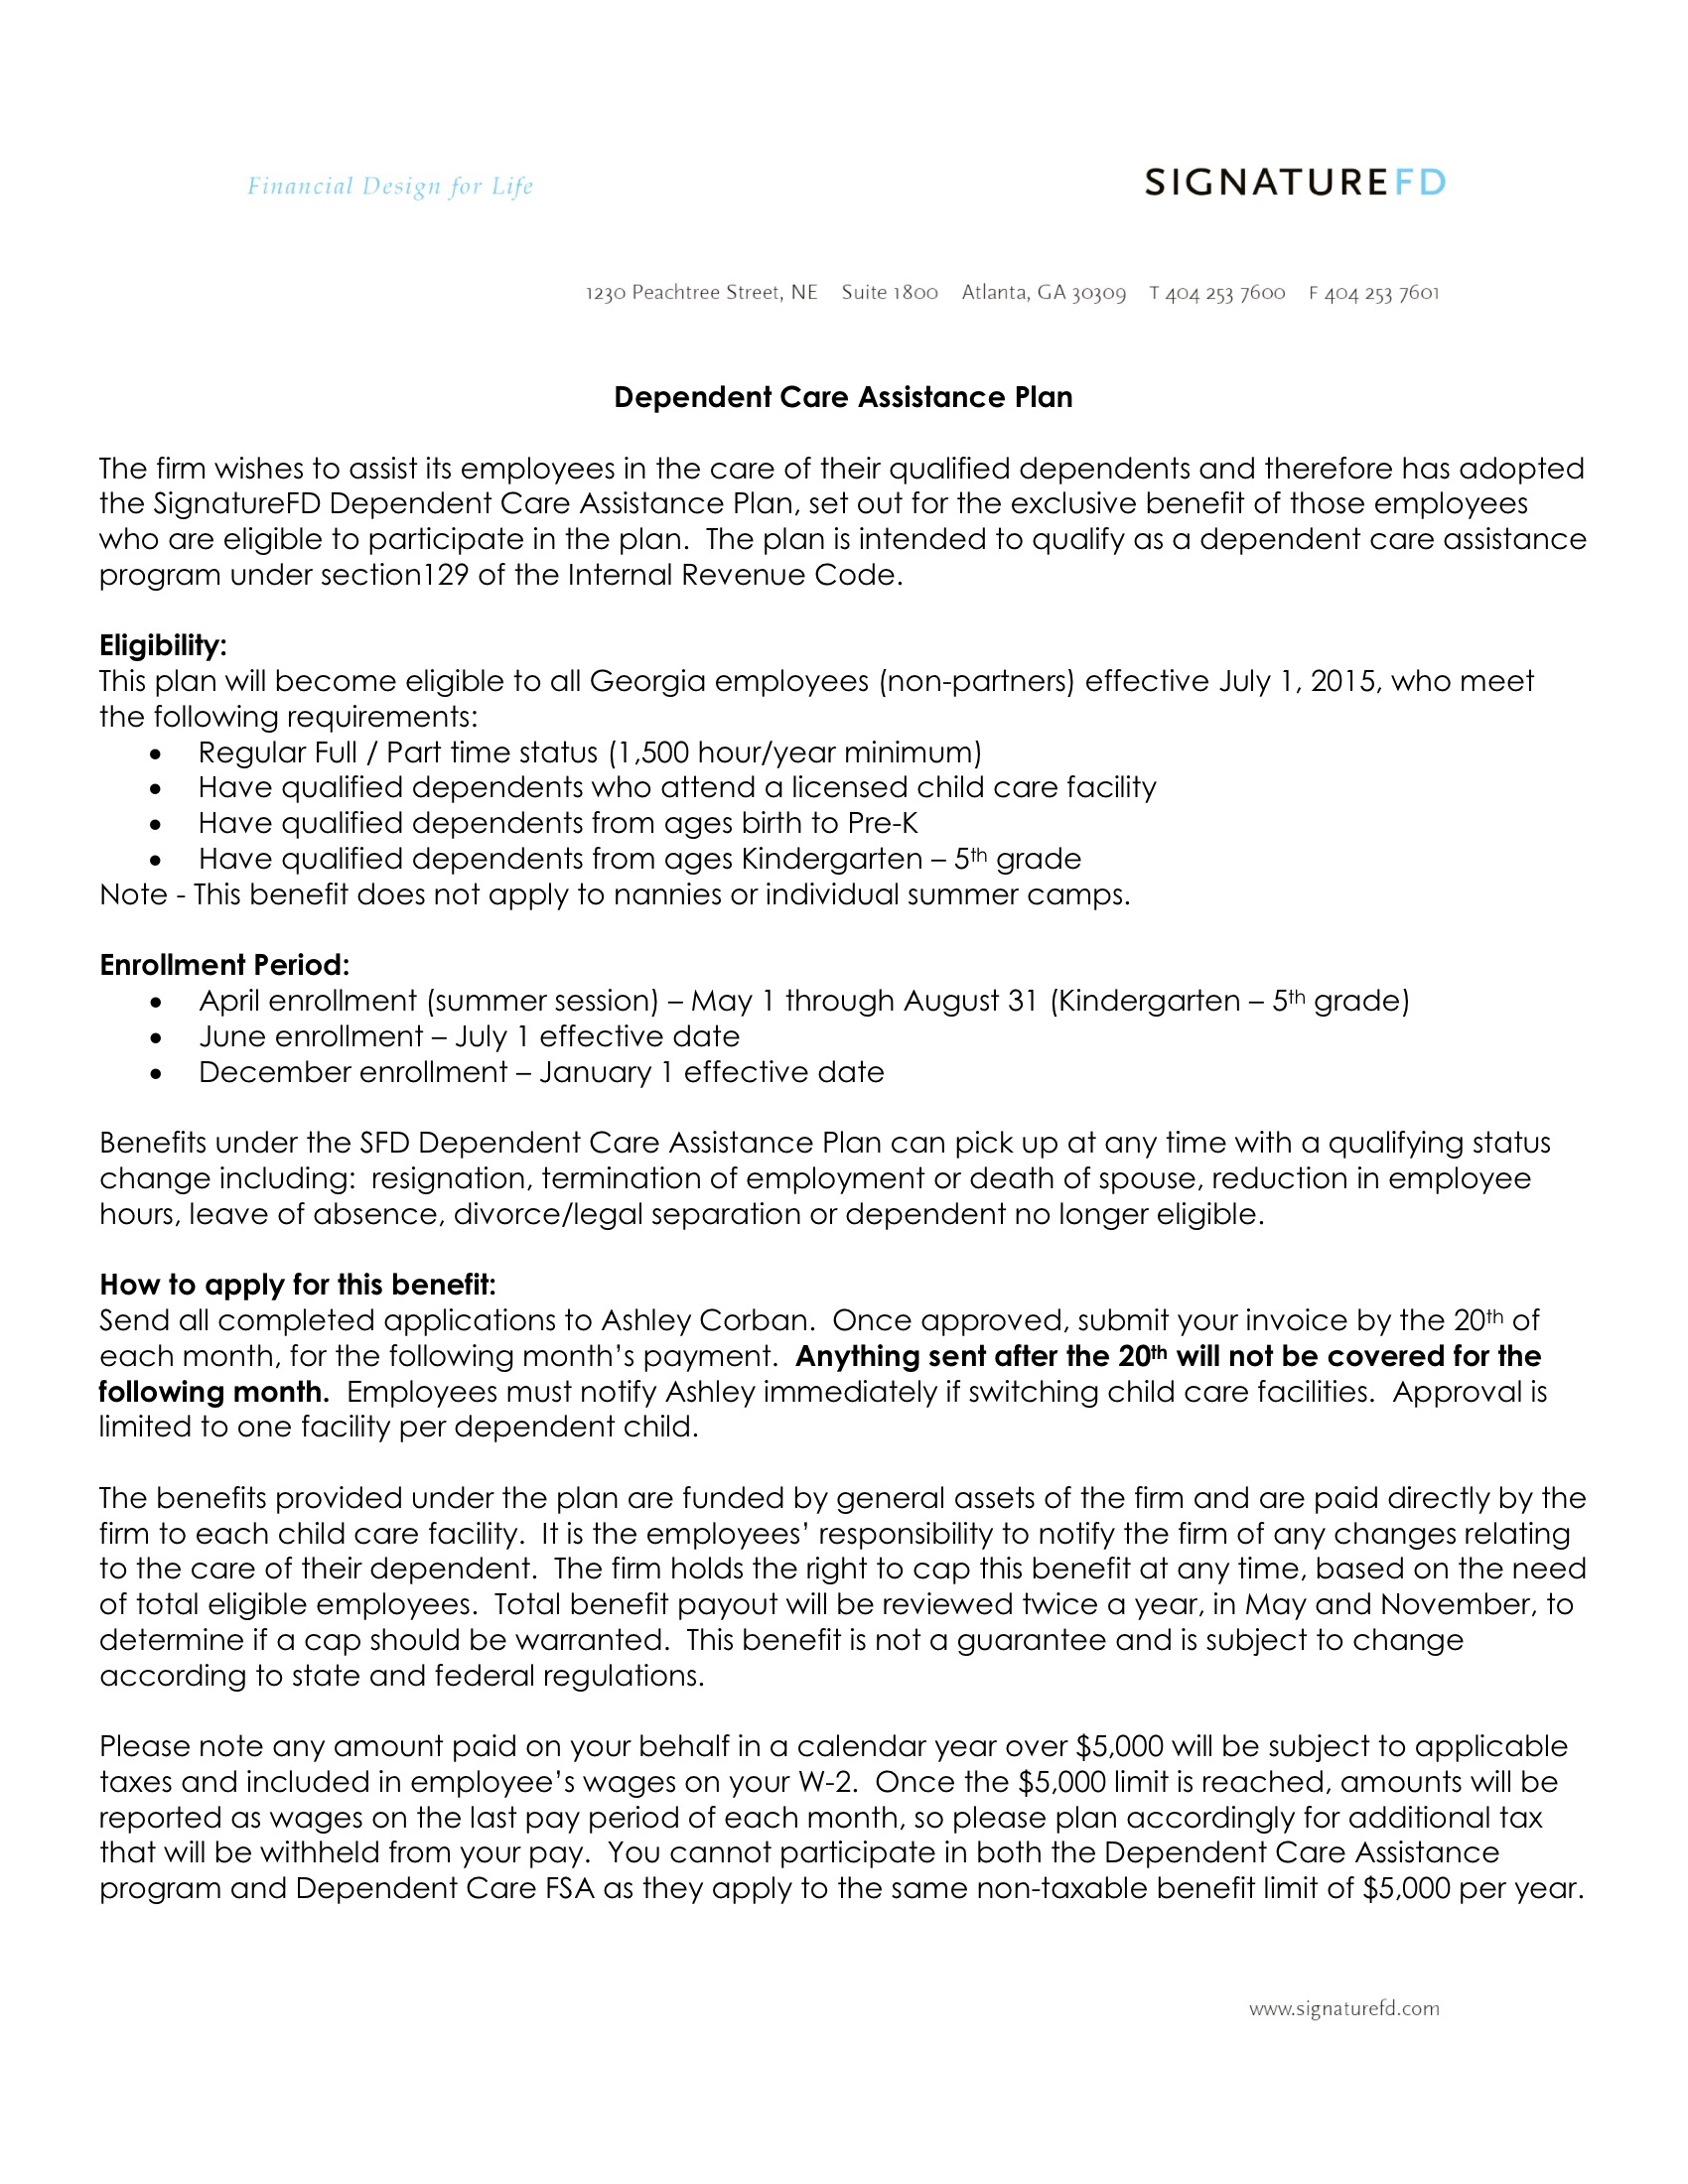 Financial Design for Life
SIGNATUREFD
1230 Peachtree Street, NE Suite 1800 Atlanta, GA 30309 T 404 253 7600 F 404 253 7601
Dependent Care Assistance Plan
The firm wishes to assist its employees in the care of their qualified dependents and therefore has adopted
the SignatureFD Dependent Care Assistance Plan, set out for the exclusive benefit of those employees
who are eligible to participate in the plan.  The plan is intended to qualify as a dependent care assistance
program under section129 of the Internal Revenue Code.
Eligibility:
This plan will become eligible to all Georgia employees (non-partners) effective July 1, 2015, who meet
the following requirements:
• Regular Full / Part time status (1,500 hour/year minimum)
• Have qualified dependents who attend a licensed child care facility
• Have qualified dependents from ages birth to Pre-K
• Have qualified dependents from ages Kindergarten – 5th grade
Note - This benefit does not apply to nannies or individual summer camps.
Enrollment Period:
• April enrollment (summer session) – May 1 through August 31 (Kindergarten – 5th grade)
• June enrollment – July 1 effective date
• December enrollment – January 1 effective date
Benefits under the SFD Dependent Care Assistance Plan can pick up at any time with a qualifying status
change including:  resignation, termination of employment or death of spouse, reduction in employee
hours, leave of absence, divorce/legal separation or dependent no longer eligible.
How to apply for this benefit:
Send all completed applications to Ashley Corban.  Once approved, submit your invoice by the 20th of
each month, for the following month’s payment.  Anything sent after the 20th will not be covered for the
following month.  Employees must notify Ashley immediately if switching child care facilities.  Approval is
limited to one facility per dependent child.
The benefits provided under the plan are funded by general assets of the firm and are paid directly by the
firm to each child care facility.  It is the employees’ responsibility to notify the firm of any changes relating
to the care of their dependent.  The firm holds the right to cap this benefit at any time, based on the need
of total eligible employees.  Total benefit payout will be reviewed twice a year, in May and November, to
determine if a cap should be warranted.  This benefit is not a guarantee and is subject to change
according to state and federal regulations.
Please note any amount paid on your behalf in a calendar year over $5,000 will be subject to applicable
taxes and included in employee’s wages on your W-2.  Once the $5,000 limit is reached, amounts will be
reported as wages on the last pay period of each month, so please plan accordingly for additional tax
that will be withheld from your pay.  You cannot participate in both the Dependent Care Assistance
program and Dependent Care FSA as they apply to the same non-taxable benefit limit of $5,000 per year.
www.signaturefd.com